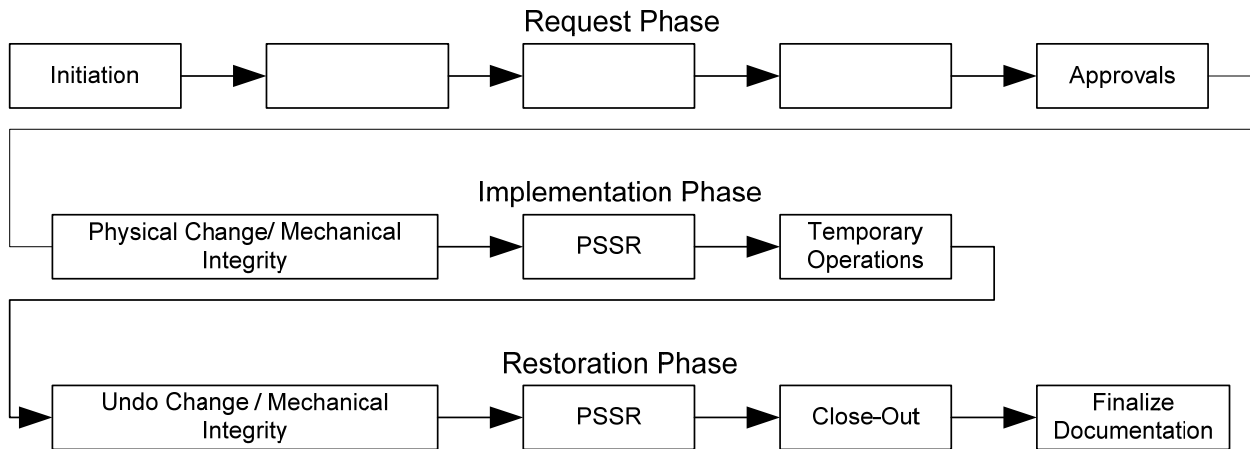 Request Phase
Initiation
Approvals
Implementation Phase
Physical Change/ Mechanical
Integrity
PSSR
Temporary
Operations
Restoration Phase
Undo Change / Mechanical
Integrity
PSSR
Close-Out
Finalize
Documentation